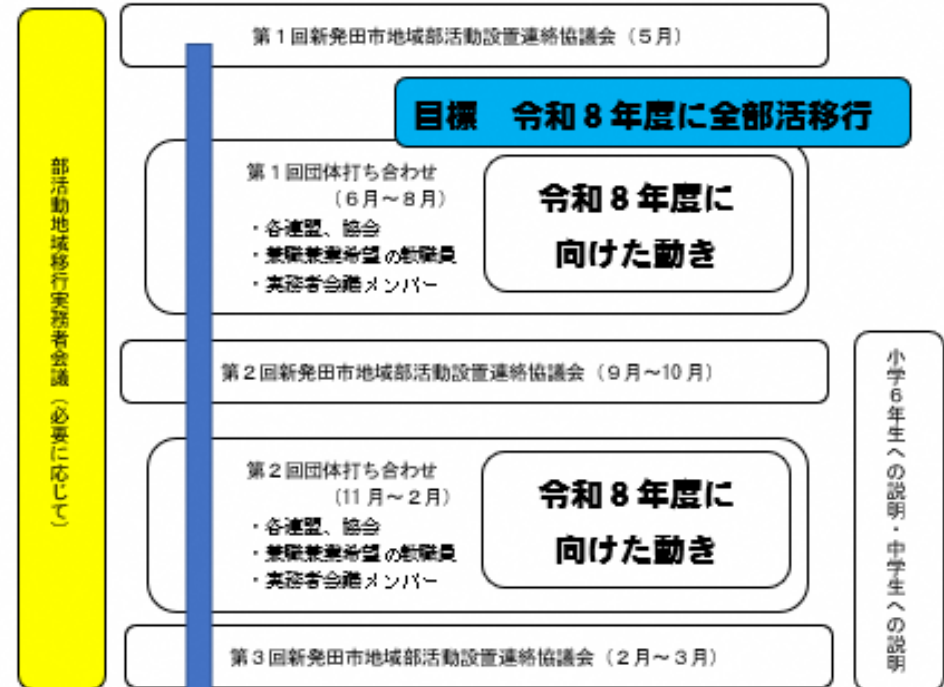 部活動地域移行実務者会議（必要に応じて）
第１回新発田市地域部活動設置連絡協議会（５月）
目標　令和８年度に全部活移行
第１回団体打ち合わせ
（６月～８月）
・各連盟、協会
・兼職兼業希望の教職員
・実務者会議メンバー
令和８年度に
向けた動き
第２回新発田市地域部活動設置連絡協議会（９月～10月）
第２回団体打ち合わせ
（11月～２月）
・各連盟、協会
・兼職兼業希望の教職員
・実務者会議メンバー
令和８年度に
向けた動き
第３回新発田市地域部活動設置連絡協議会（２月～３月）
小学６年生への説明・中学生への説明